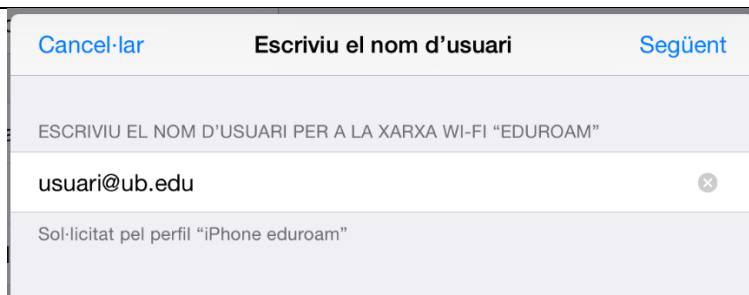 Cancel·lar Escriviu el nom d’usuari Següent
ESCRIVIU EL NOM D’USUARI PER A LA XARXA WI-FI “EDUROAM”
usuari@ub.edu
Sol·licitat pel perfil “iPhone eduroam”